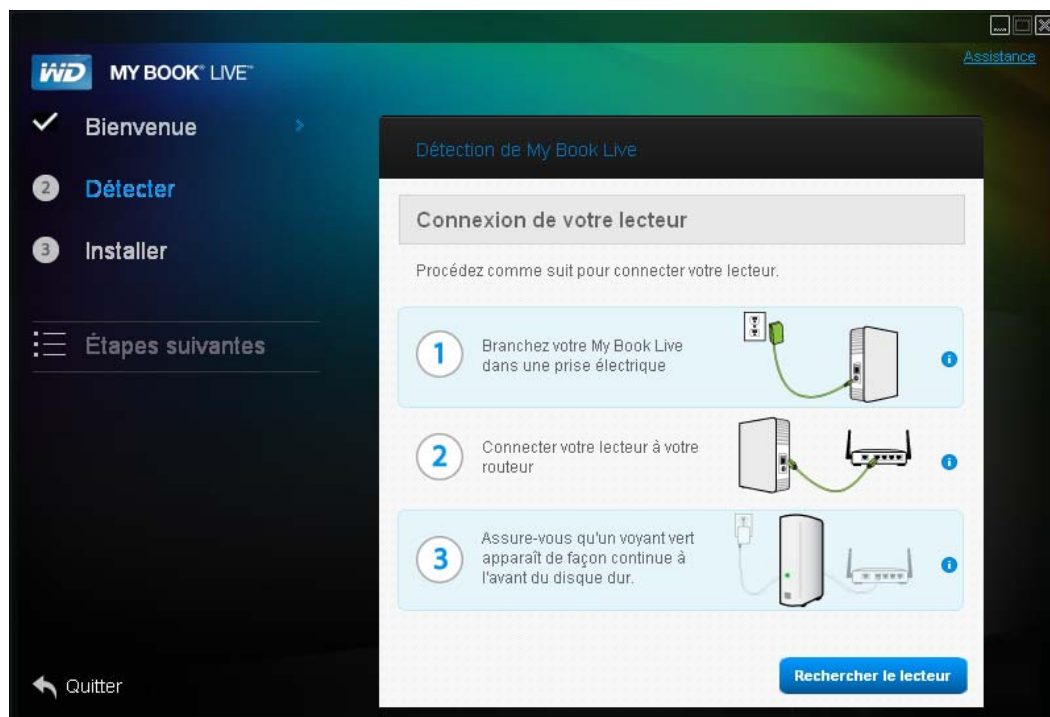 WD MY BOOK® LIVE™
Assistance
Bienvenue
2 Détecter
3 Installer
Étapes suivantes
Quitter
Détection de My Book Live
Connexion de votre lecteur
Procédez comme suit pour connecter votre lecteur.
1
Branchez votre My Book Live
dans une prise électrique
2
Connecter votre lecteur à votre
routeur
3
Assure-vous qu'un voyant vert
apparaît de façon continue à
l'avant du disque dur.
Rechercher le lecteur